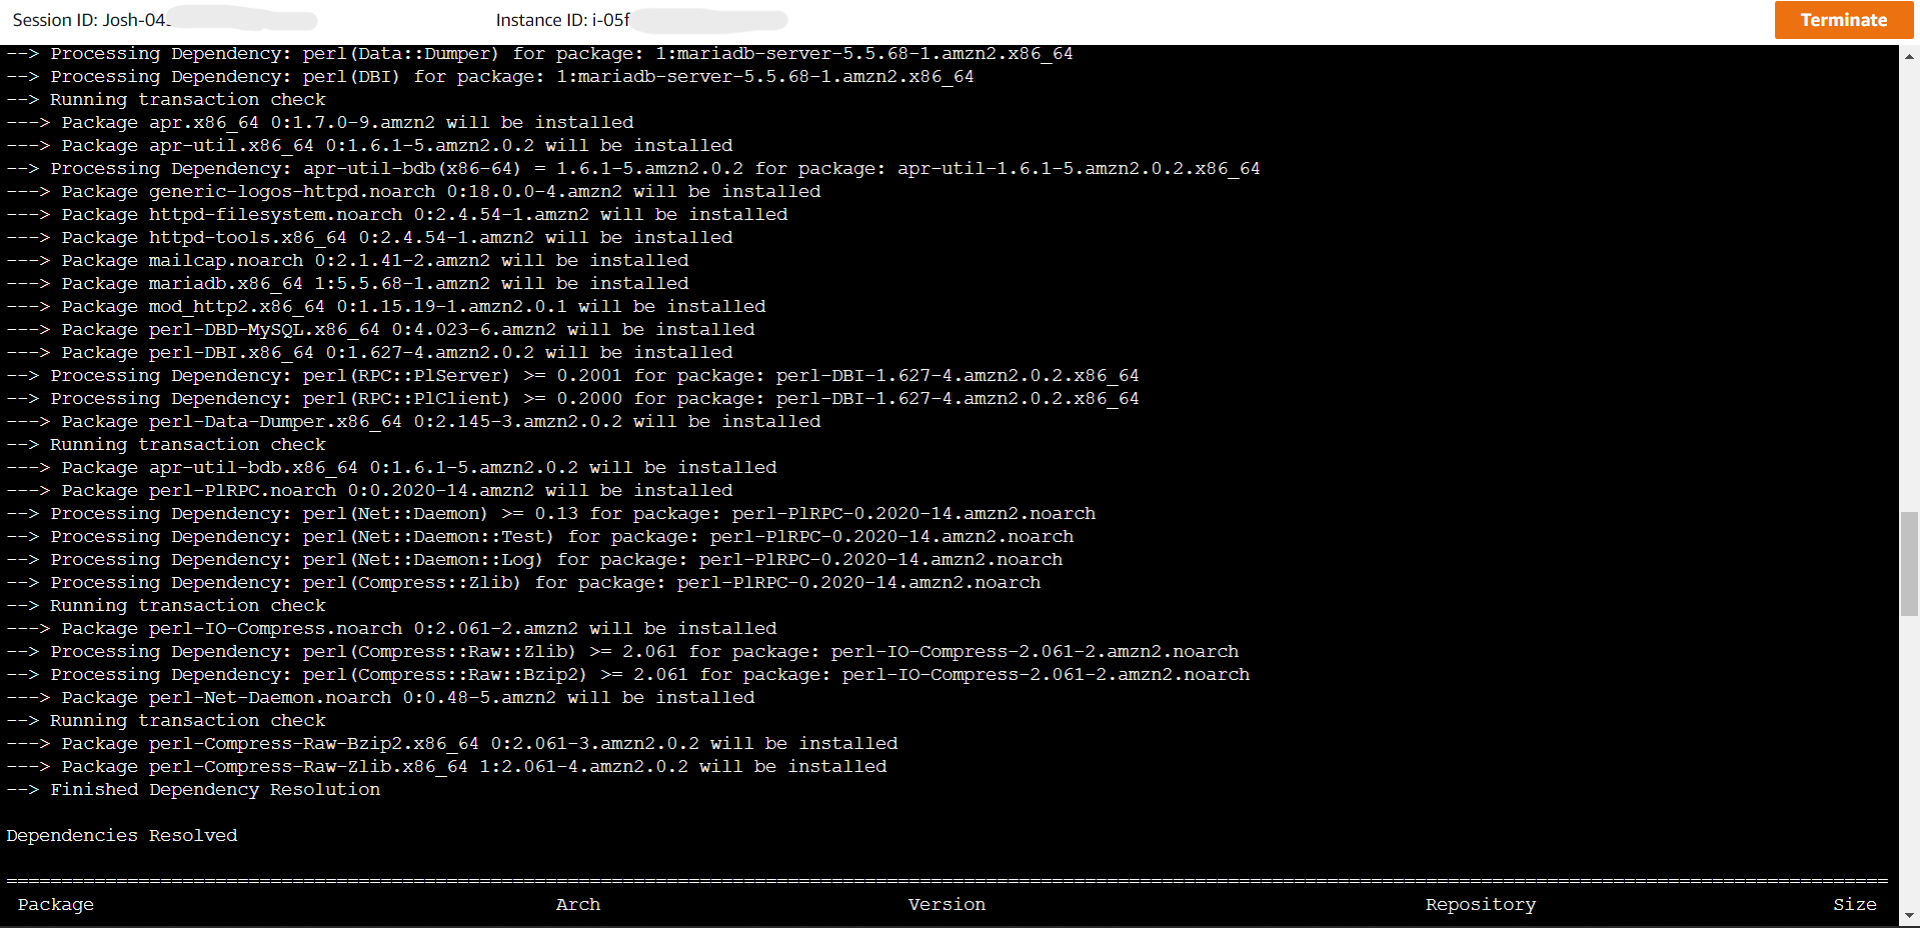 Session ID: Josh-04
Instance ID: i-05f
Terminate
--> Processing Dependency: perl(Data::Dumper) for package: 1:mariadb-server-5.5.68-1.amzn2.x86_64
--> Processing Dependency: perl(DBI) for package: 1:mariadb-server-5.5.68-1.amzn2.x86_64
--> Running transaction check
---> Package apr.x86_64 0:1.7.0-9.amzn2 will be installed
---> Package apr-util.x86_64 0:1.6.1-5.amzn2.0.2 will be installed
--> Processing Dependency: apr-util-bdb(x86-64) = 1.6.1-5.amzn2.0.2 for package: apr-util-1.6.1-5.amzn2.0.2.x86_64
---> Package generic-logos-httpd.noarch 0:18.0.0-4.amzn2 will be installed
---> Package httpd-filesystem.noarch 0:2.4.54-1.amzn2 will be installed
---> Package httpd-tools.x86_64 0:2.4.54-1.amzn2 will be installed
---> Package mailcap.noarch 0:2.1.41-2.amzn2 will be installed
---> Package mariadb.x86_64 1:5.5.68-1.amzn2 will be installed
---> Package mod_http2.x86_64 0:1.15.19-1.amzn2.0.1 will be installed
---> Package perl-DBD-MySQL.x86_64 0:4.023-6.amzn2 will be installed
---> Package perl-DBI.x86_64 0:1.627-4.amzn2.0.2 will be installed
--> Processing Dependency: perl(RPC::PlServer) >= 0.2001 for package: perl-DBI-1.627-4.amzn2.0.2.x86_64
--> Processing Dependency: perl(RPC::PlClient) >= 0.2000 for package: perl-DBI-1.627-4.amzn2.0.2.x86_64
---> Package perl-Data-Dumper.x86_64 0:2.145-3.amzn2.0.2 will be installed
--> Running transaction check
---> Package apr-util-bdb.x86_64 0:1.6.1-5.amzn2.0.2 will be installed
---> Package perl-PlRPC.noarch 0:0.2020-14.amzn2 will be installed
--> Processing Dependency: perl(Net::Daemon) >= 0.13 for package: perl-PlRPC-0.2020-14.amzn2.noarch
--> Processing Dependency: perl(Net::Daemon::Test) for package: perl-PlRPC-0.2020-14.amzn2.noarch
--> Processing Dependency: perl(Net::Daemon::Log) for package: perl-PlRPC-0.2020-14.amzn2.noarch
--> Processing Dependency: perl(Compress::Zlib) for package: perl-PlRPC-0.2020-14.amzn2.noarch
--> Running transaction check
---> Package perl-IO-Compress.noarch 0:2.061-2.amzn2 will be installed
--> Processing Dependency: perl(Compress::Raw::Zlib) >= 2.061 for package: perl-IO-Compress-2.061-2.amzn2.noarch
--> Processing Dependency: perl(Compress::Raw::Bzip2) >= 2.061 for package: perl-IO-Compress-2.061-2.amzn2.noarch
---> Package perl-Net-Daemon.noarch 0:0.48-5.amzn2 will be installed
--> Running transaction check
---> Package perl-Compress-Raw-Bzip2.x86_64 0:2.061-3.amzn2.0.2 will be installed
---> Package perl-Compress-Raw-Zlib.x86_64 1:2.061-4.amzn2.0.2 will be installed
--> Finished Dependency Resolution
Dependencies Resolved
Package Arch Version Repository Size